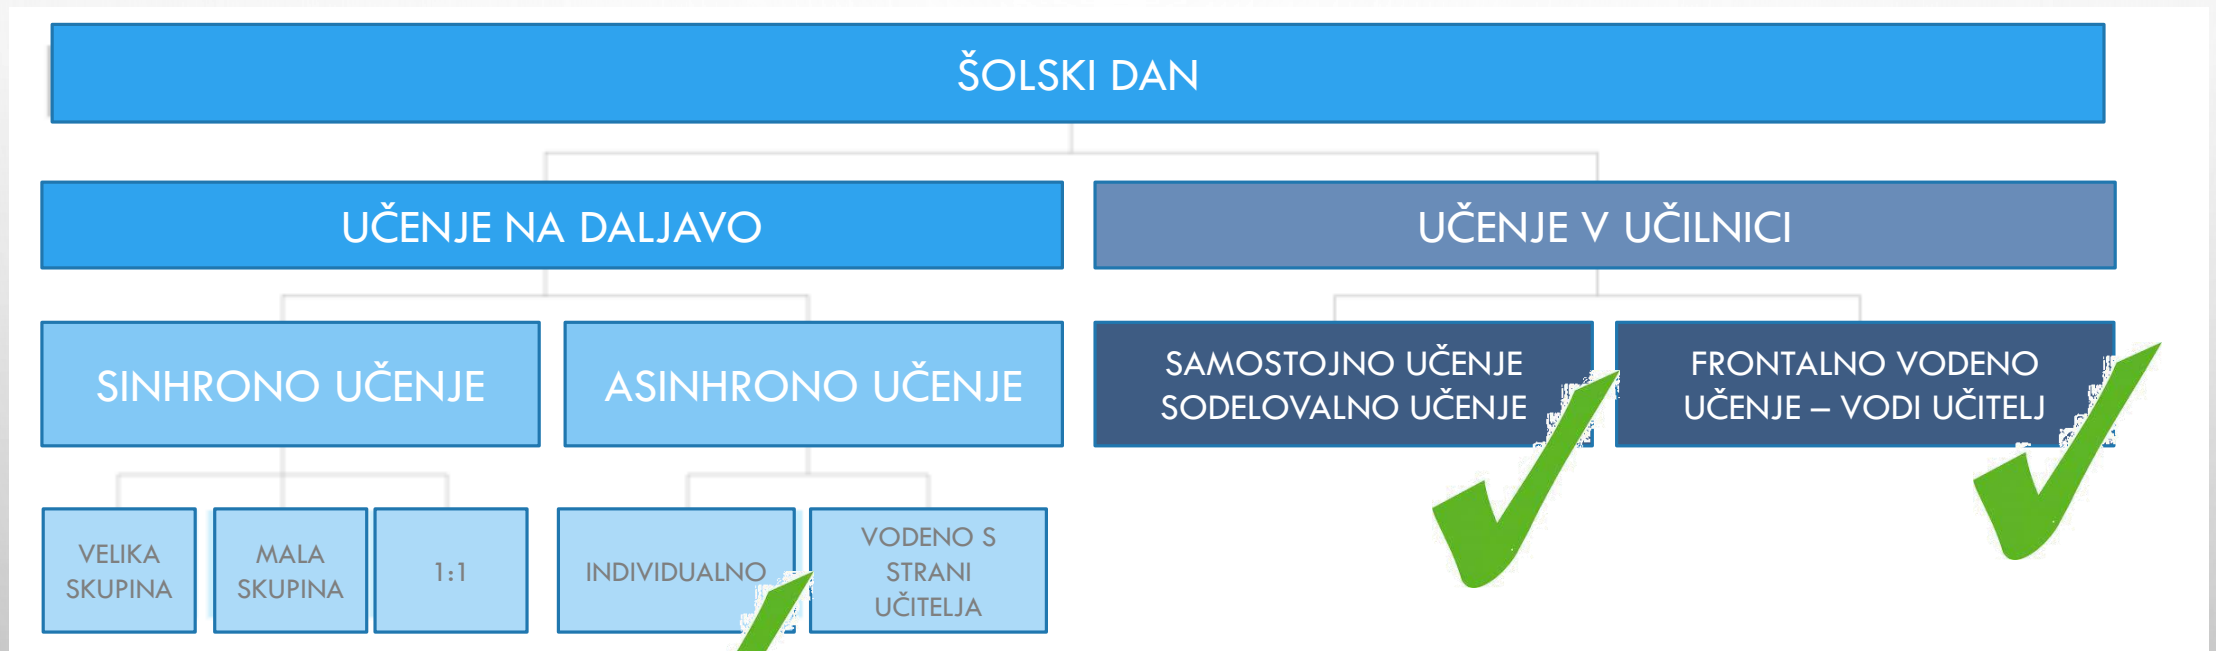 ŠOLSKI DAN
UČENJE NA DALJAVO
UČENJE V UČILNICI
SINHRONO UČENJE
ASINHRONO UČENJE
SAMOSTOJNO UČENJE
SODELOVALNO UČENJE
FRONTALNO VODENO
UČENJE – VODI UČITELJ
VELIKA
SKUPINA
MALA
SKUPINA
1:1
INDIVIDUALNO
VODENO S
STRANI
UČITELJA